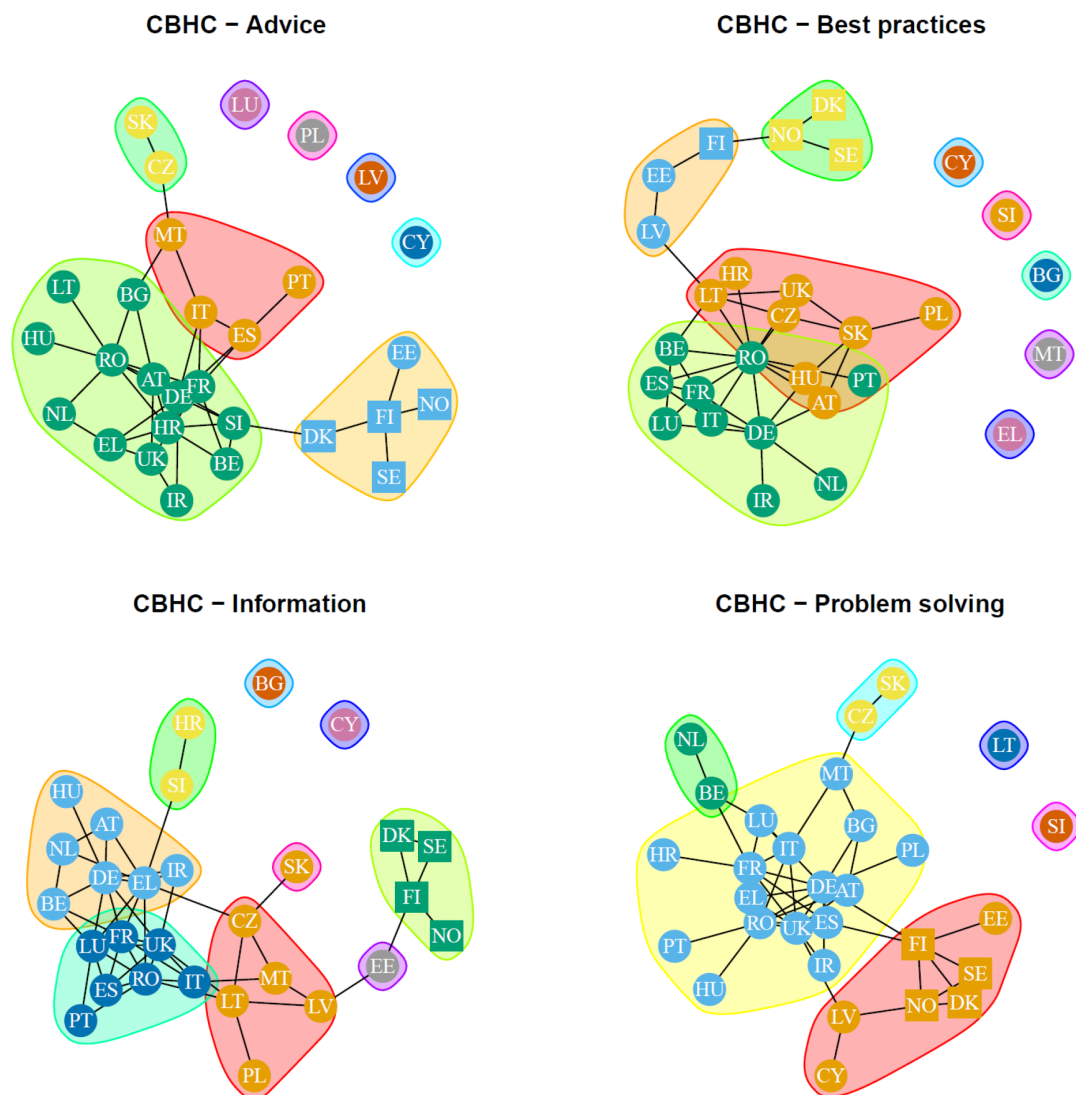 CBHC − Advice
CBHC − Best practices
SK
LU
PL
CZ
LV
CY
MT
PT
LT
BG
IT
HU
ES
RO
EE
AT
FR
DE
NO
NL
FI
HR
SI
DK
EL
UK
BE
SE
IR
DK
NO
FI
SE
CY
EE
SI
LV
HR
BG
UK
LT
PL
CZ
SK
BE
RO
MT
HU
PT
ES
FR
AT
IT
LU
DE
EL
NL
IR
CBHC − Information
CBHC − Problem solving
BG
HR
CY
SI
HU
AT
DK
SE
NL
SK
IR
DE
EL
FI
BE
CZ
FR
NO
LU
UK
EE
MT
RO
IT
ES
LT
LV
PT
PL
SK
CZ
NL
LT
MT
BE
LU
BG
SI
IT
PL
HR
FR
DE
AT
EL
EE
RO
ES
UK
FI
PT
IR
SE
HU
DK
NO
LV
CY